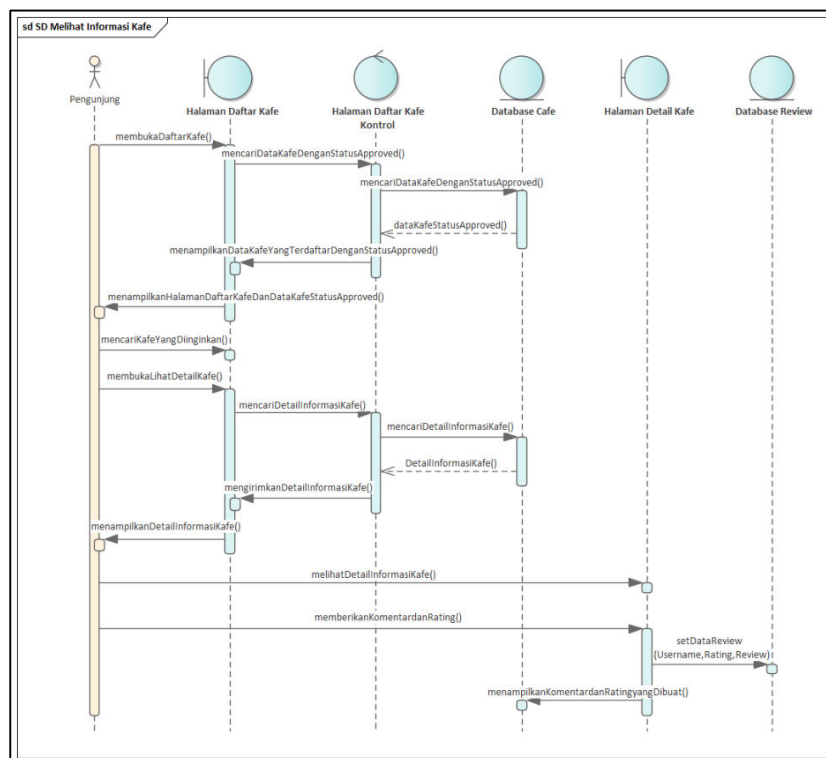 sd SD Melihat Informasi Kafe
Pengunjung
Halaman Daftar Kafe
Halaman Daftar Kafe
Kontrol
Database Cafe
Halaman Detail Kafe
Database Review
membukaDaftarKafe()
mencariDataKafeDenganStatusApproved()
mencariDataKafeDenganStatusApproved()
dataKafeStatusApproved()
menampilkanDataKafeYangTerdaftarDenganStatusApproved()
menampilkanHalamanDaftarKafeDanDataKafeStatusApproved()
mencariKafeYangDiinginkan()
membukaLihatDetailKafe()
mencariDetailInformasiKafe()
mencariDetailInformasiKafe()
DetailInformasiKafe()
mengirimkanDetailInformasiKafe()
menampilkanDetailInformasiKafe()
melihatDetailInformasiKafe()
memberikanKomentardanRating()
setDataReview
(Username,Rating,Review)
menampilkanKomentardanRatingyangDibuat()